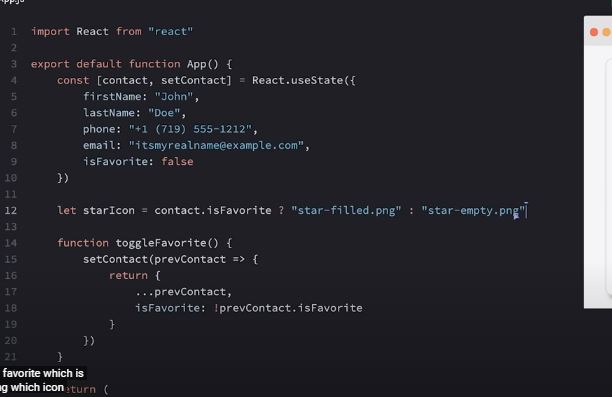 App.js
1 import React from "react"
2
3 export default function App() {
4 const [contact, setContact] = React.useState({
5 firstName: "John",
6 lastName: "Doe",
7 phone: "+1 (719) 555-1212",
8 email: "itsmyrealname@example.com",
9 isFavorite: false
10 })
11
12 let starIcon = contact.isFavorite ? "star-filled.png" : "star-empty.png"
13
14 function toggleFavorite() {
15 setContact(prevContact => {
16 return {
17 ...prevContact,
18 isFavorite: !prevContact.isFavorite
19 }
20 })
21 }
favorite which is
g which icon eturn (